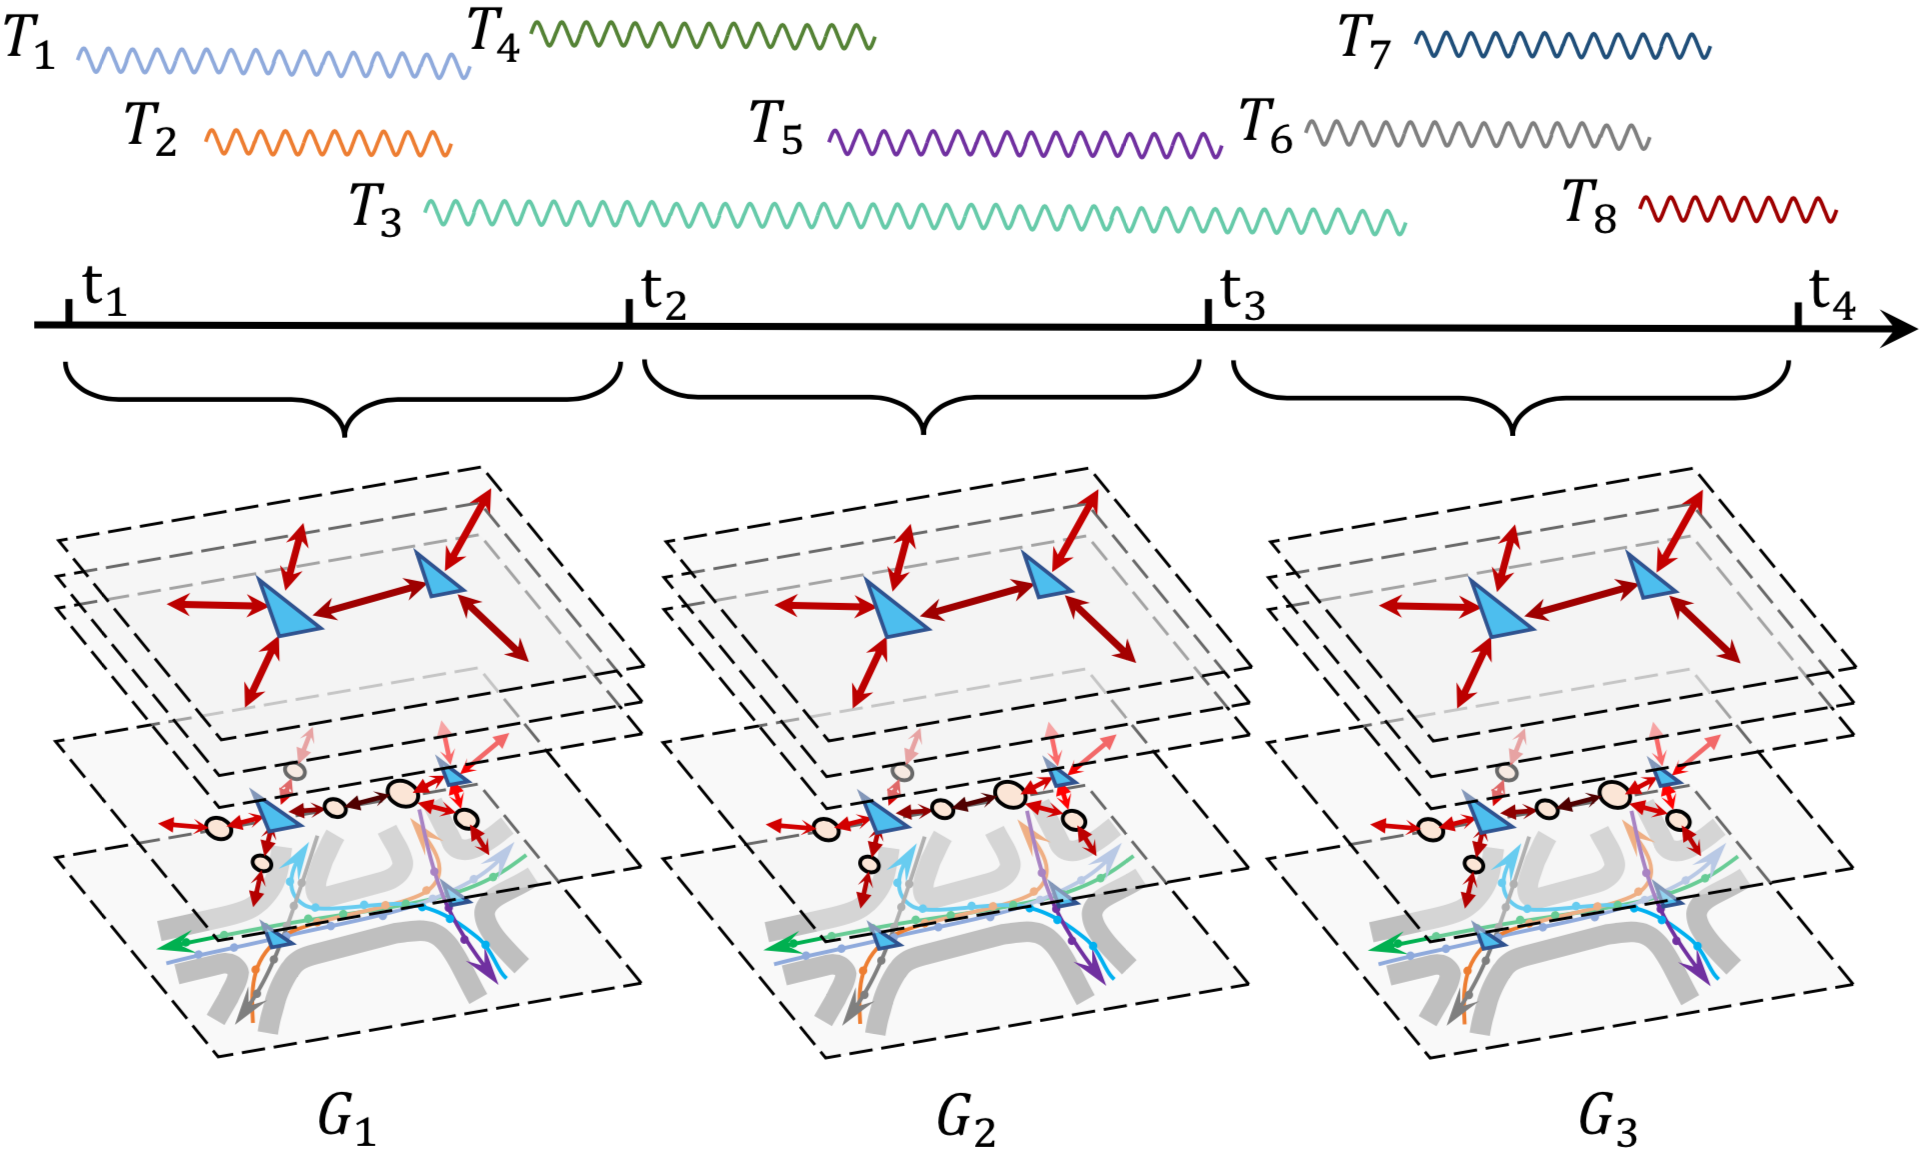 T₁
T₄
T₇
T₂
T₅
T₆
T₃
T₈
t₁ t₂ t₃ t₄
G₁ G₂ G₃